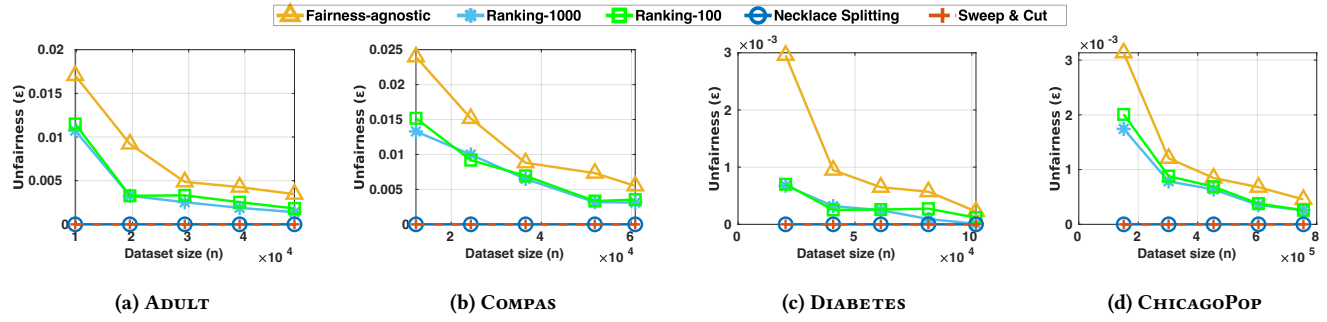 Fairness-agnostic Ranking-1000 Ranking-100 Necklace Splitting Sweep & Cut
0.02
0.015
0.01
0.005
0
Unfairness (ε)
1 2 3 4
Dataset size (n) ×10 4
(a) Adult
0.025
0.02
0.015
0.01
0.005
0
Unfairness (ε)
2 4 6
Dataset size (n) ×10 4
(b) Compas
×10 -3
3
2
1
0
Unfairness (ε)
0 5 10
Dataset size (n) ×10 4
(c) Diabetes
×10 -3
3
2
1
0
Unfairness (ε)
0 2 4 6 8
Dataset size (n) ×10 5
(d) ChicagoPop